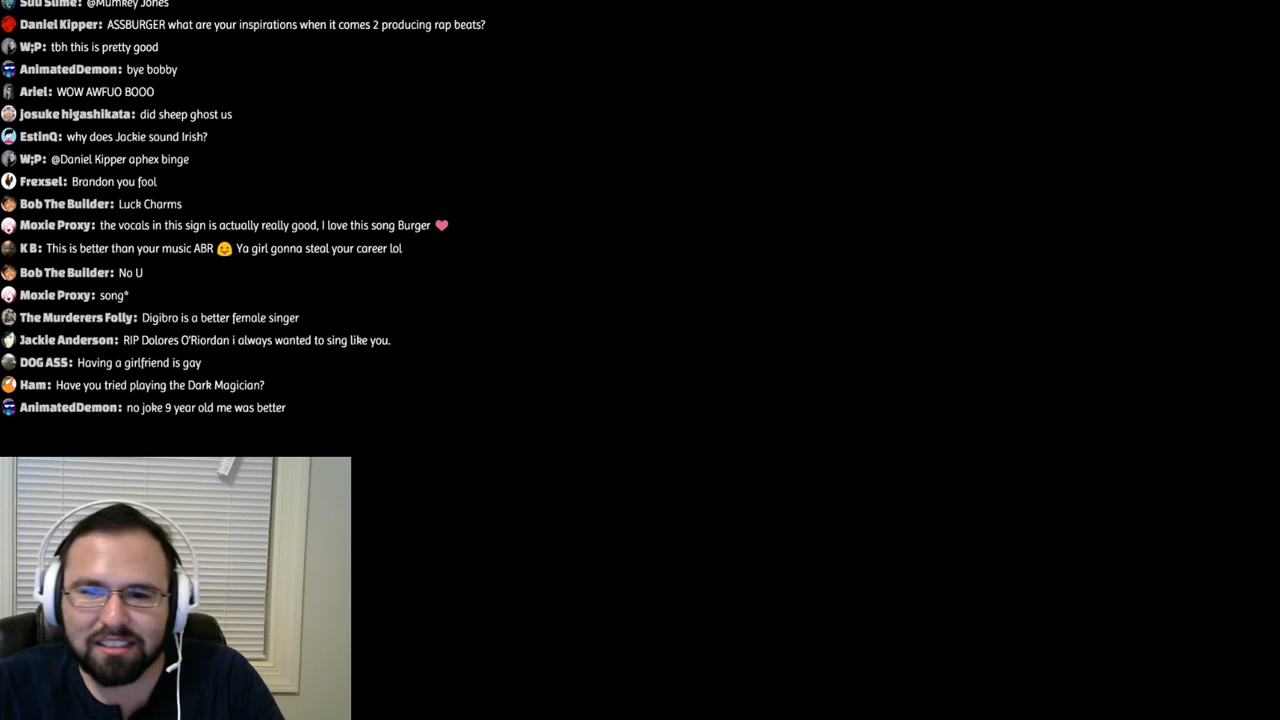 Suu Slime: @Mumkey Jones
Daniel Kipper: ASSBURGER what are your inspirations when it comes 2 producing rap beats?
W;P: tbh this is pretty good
AnimatedDemon: bye bobby
Ariel: WOW AWFUO BOOO
josuke higashikata: did sheep ghost us
EstinQ: why does Jackie sound Irish?
W;P: @Daniel Kipper aphex binge
Frexsel: Brandon you fool
Bob The Builder: Luck Charms
Moxie Proxy: the vocals in this sign is actually really good, I love this song Burger
K B: This is better than your music ABR Ya girl gonna steal your career lol
Bob The Builder: No U
Moxie Proxy: song*
The Murderers Folly: Digibro is a better female singer
Jackie Anderson: RIP Dolores O'Riordan i always wanted to sing like you.
DOG ASS: Having a girlfriend is gay
Ham: Have you tried playing the Dark Magician?
AnimatedDemon: no joke 9 year old me was better